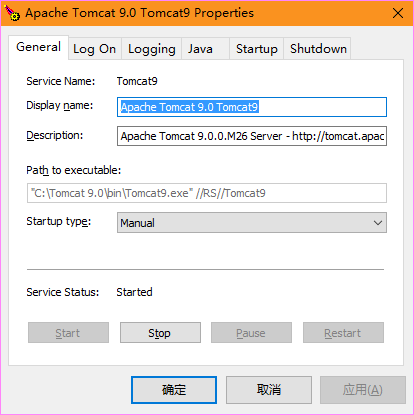 Apache Tomcat 9.0 Tomcat9 Properties
General Log On Logging Java Startup Shutdown
Service Name: Tomcat9
Display name: Apache Tomcat 9.0 Tomcat9
Description: Apache Tomcat 9.0.0.M26 Server - http://tomcat.apac
Path to executable:
"C:\Tomcat 9.0\bin\Tomcat9.exe" //RS//Tomcat9
Startup type: Manual
Service Status: Started
Start Stop Pause Restart
确定 取消 应用(A)